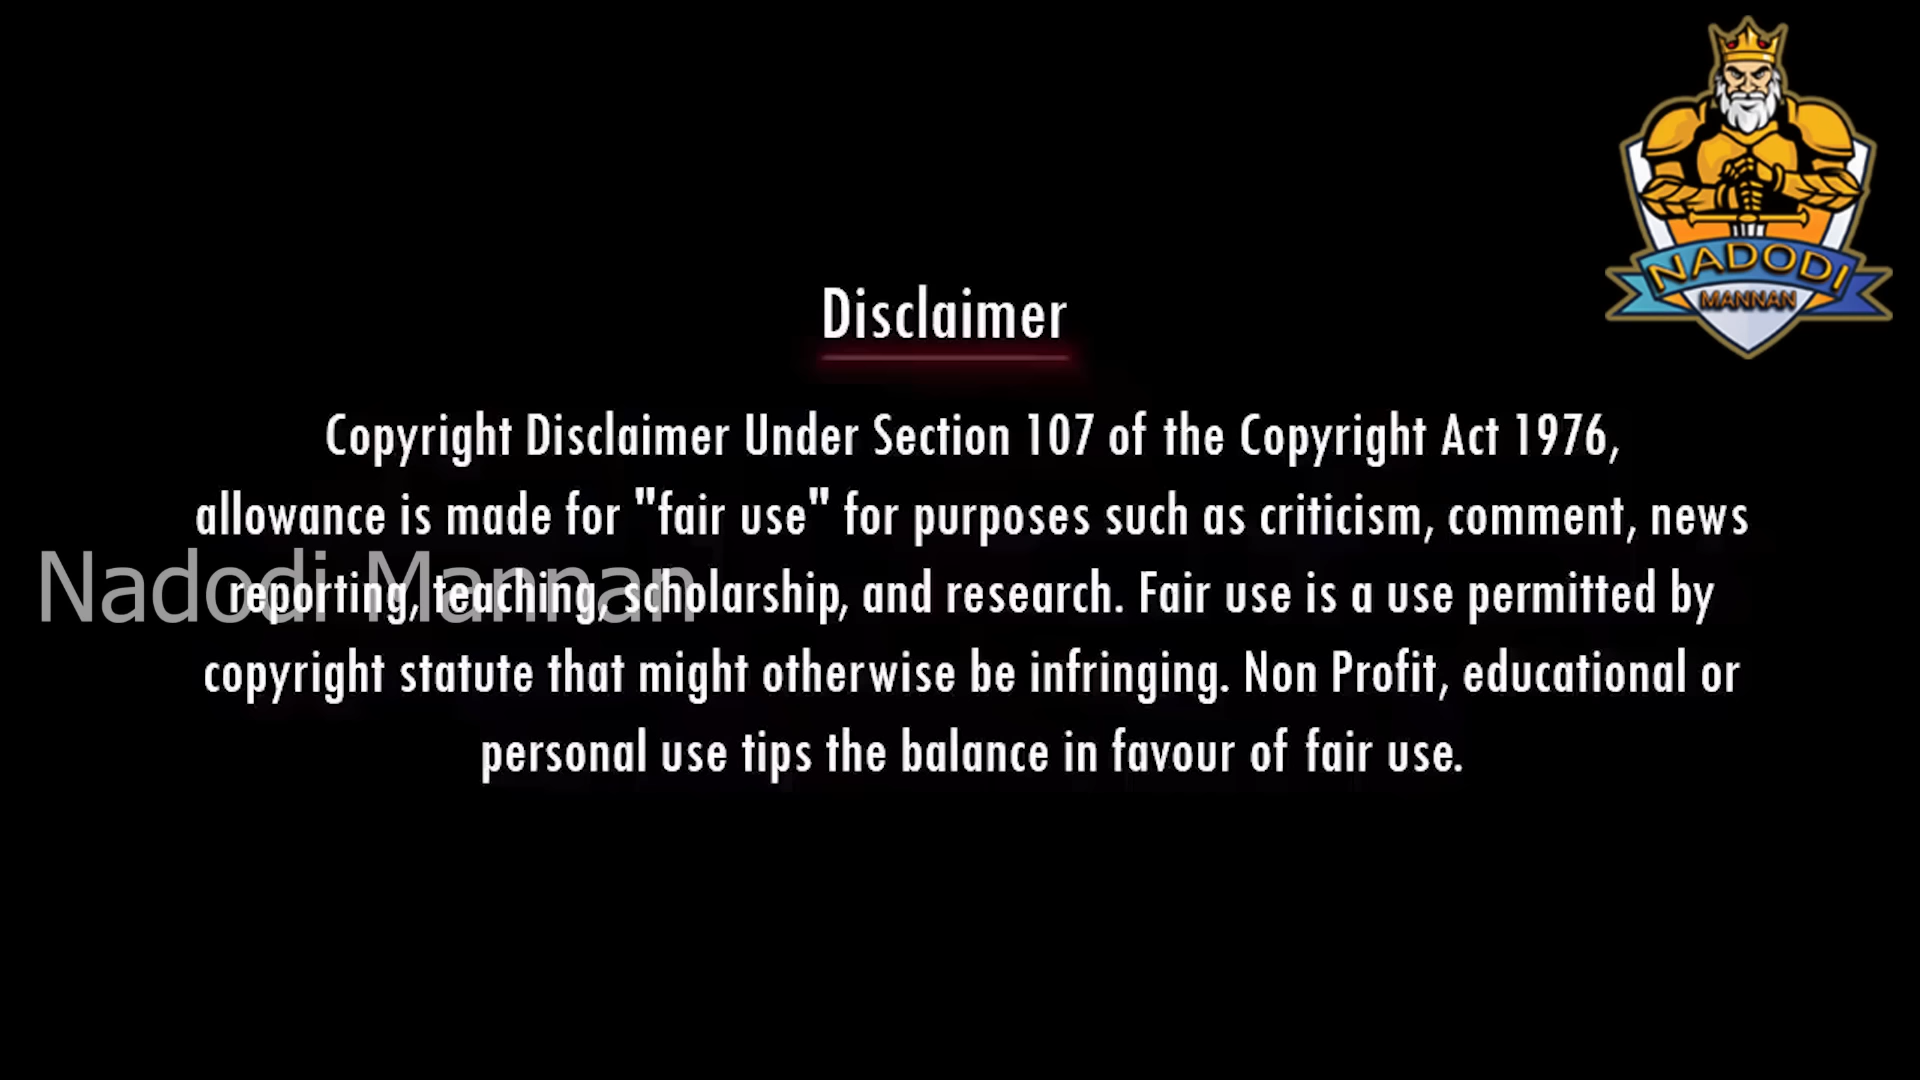 NADODI
MANNAN
Disclaimer
Copyright Disclaimer Under Section 107 of the Copyright Act 1976,
allowance is made for "fair use" for purposes such as criticism, comment, news
reporting, teaching, scholarship, and research. Fair use is a use permitted by
Nadodi Mannan
copyright statute that might otherwise be infringing. Non Profit, educational or
personal use tips the balance in favour of fair use.